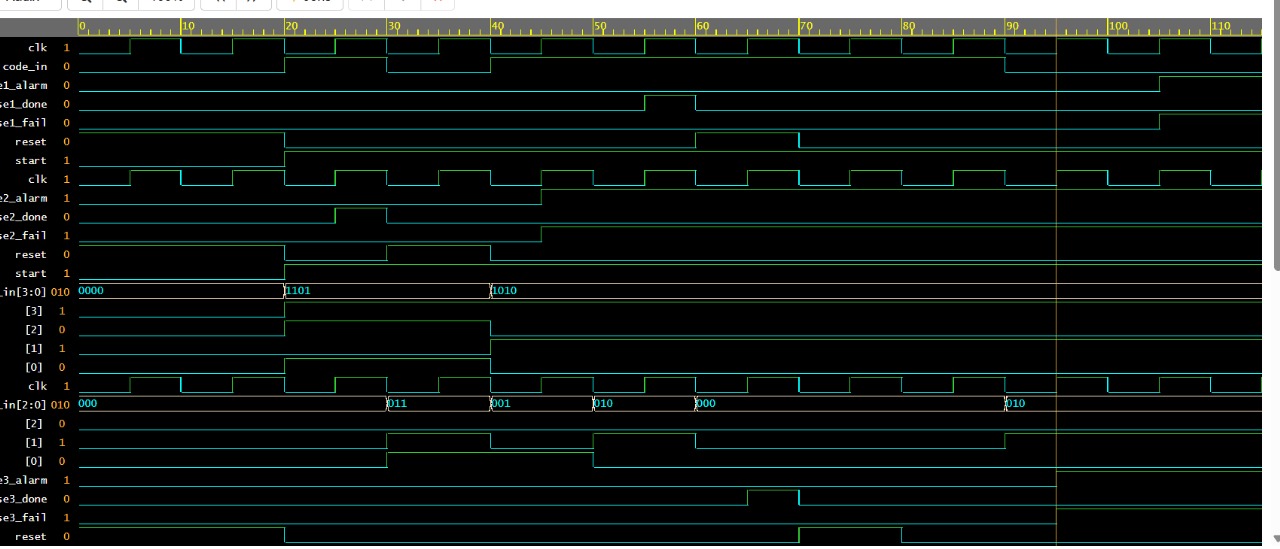 0 10 20 30 40 50 60 70 80 90 100 110
clk 1
code_in 0
e1_alarm 0
se1_done 0
se1_fail 0
reset 0
start 1
clk 1
e2_alarm 1
se2_done 0
se2_fail 1
reset 0
start 1
_in[3:0] 010 0000 1101 1010
[3] 1
[2] 0
[1] 1
[0] 0
clk 1
_in[2:0] 010 000 011 001 010 000 010
[2] 0
[1] 1
[0] 0
e3_alarm 1
se3_done 0
se3_fail 1
reset 0